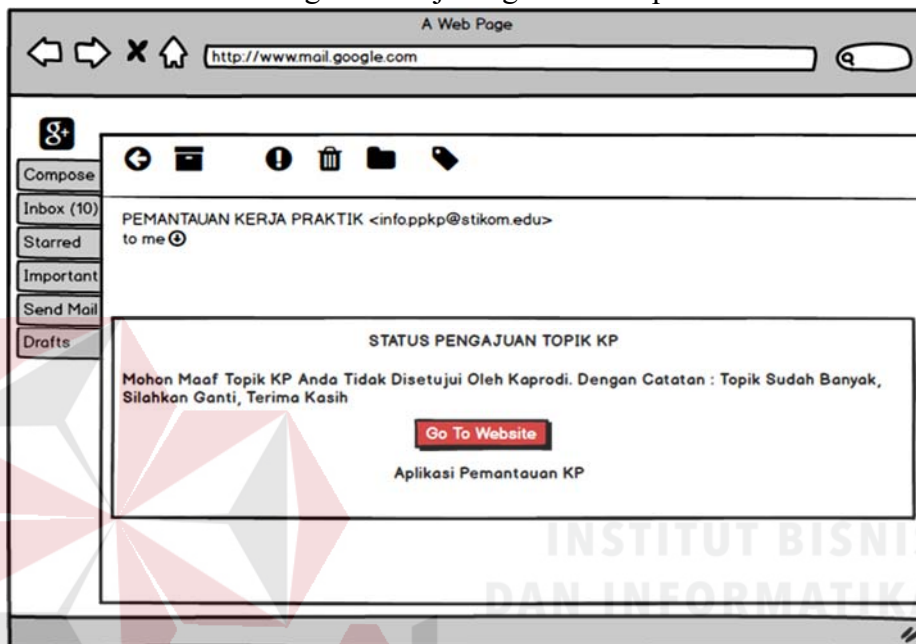 A Web Page
http://www.mail.google.com
g+
Compose
Inbox (10)
Starred
Important
Send Mail
Drafts
PEMANTAUAN KERJA PRAKTIK <info.ppkp@stikom.edu>
to me
STATUS PENGAJUAN TOPIK KP
Mohon Maaf Topik KP Anda Tidak Disetujui Oleh Kaprodi. Dengan Catatan : Topik Sudah Banyak,
Silahkan Ganti, Terima Kasih
Go To Website
Aplikasi Pemantauan KP
INSTITUT BISNIS
DAN INFORMATIKA